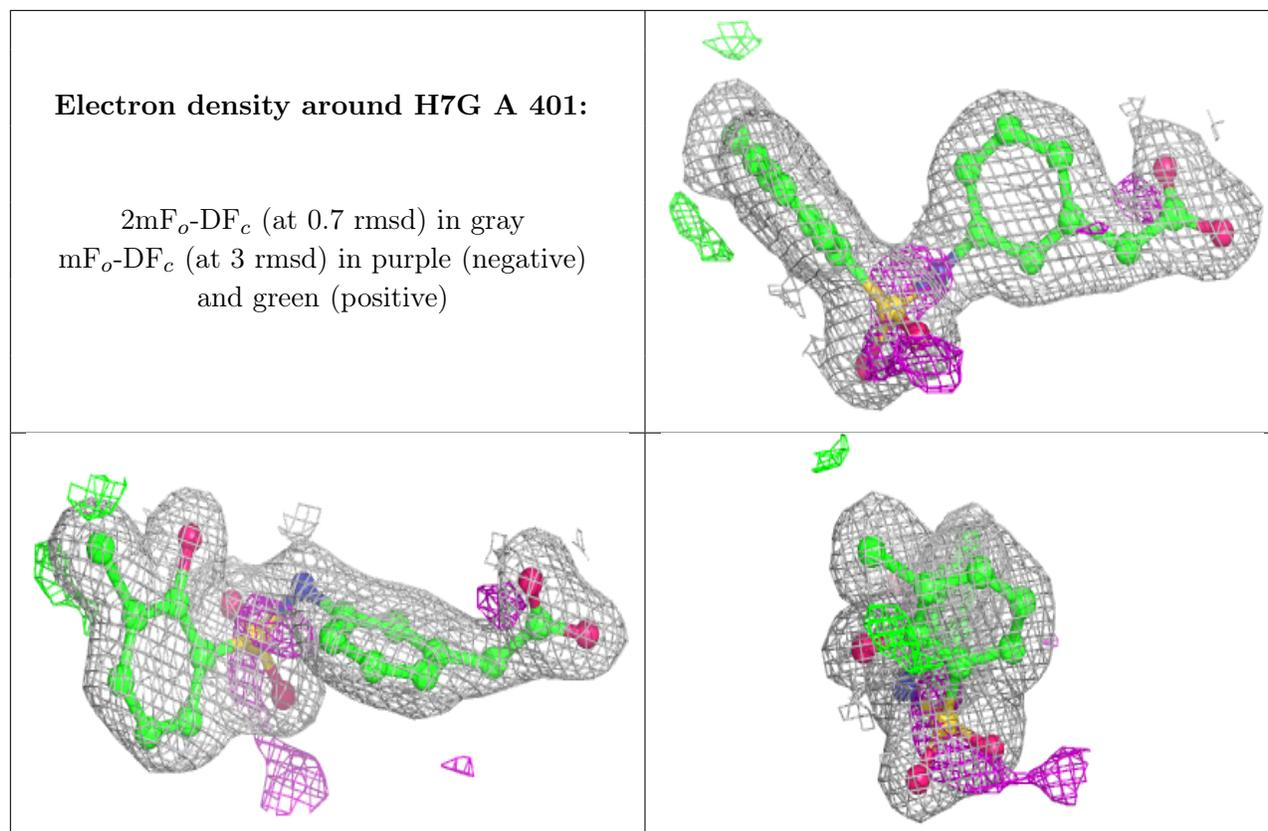 Electron density around H7G A 401:
2mFo-DFc (at 0.7 rmsd) in gray
mFo-DFc (at 3 rmsd) in purple (negative)
and green (positive)